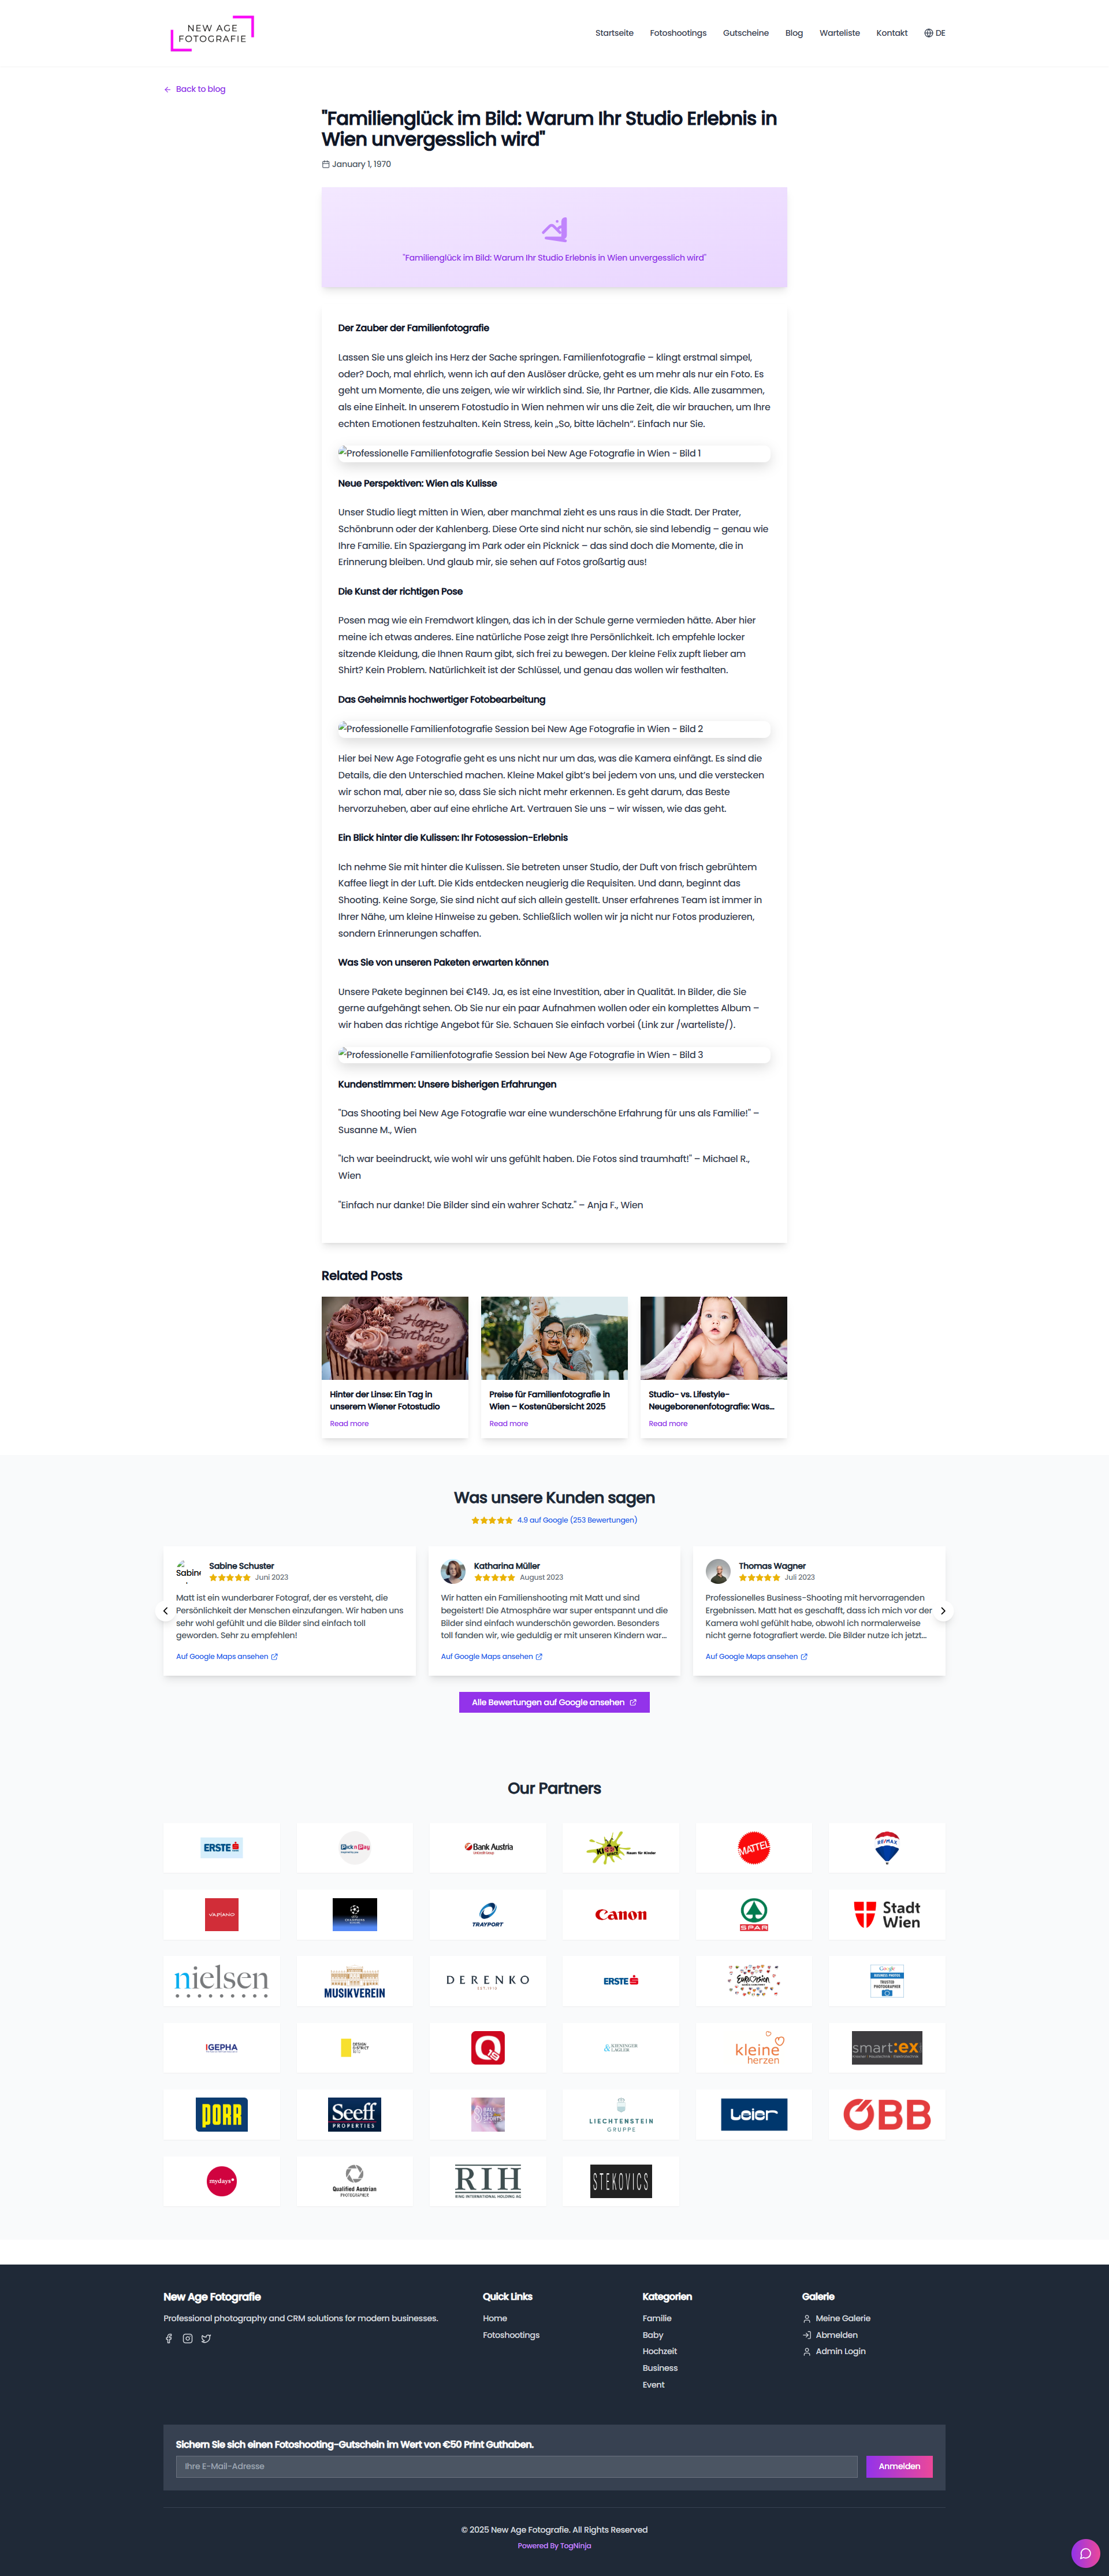 NEW AGE
FOTOGRAFIE
Startseite
Fotoshootings
Gutscheine
Blog
Warteliste
Kontakt
DE
Back to blog
"Familienglück im Bild: Warum Ihr Studio Erlebnis in
Wien unvergesslich wird"
January 1, 1970
"Familienglück im Bild: Warum Ihr Studio Erlebnis in Wien unvergesslich wird"
Der Zauber der Familienfotografie
Lassen Sie uns gleich ins Herz der Sache springen. Familienfotografie – klingt erstmal simpel,
oder? Doch, mal ehrlich, wenn ich auf den Auslöser drücke, geht es um mehr als nur ein Foto. Es
geht um Momente, die uns zeigen, wie wir wirklich sind. Sie, Ihr Partner, die Kids. Alle zusammen,
als eine Einheit. In unserem Fotostudio in Wien nehmen wir uns die Zeit, die wir brauchen, um Ihre
echten Emotionen festzuhalten. Kein Stress, kein „So, bitte lächeln“. Einfach nur Sie.
Professionelle Familienfotografie Session bei New Age Fotografie in Wien - Bild 1
Neue Perspektiven: Wien als Kulisse
Unser Studio liegt mitten in Wien, aber manchmal zieht es uns raus in die Stadt. Der Prater,
Schönbrunn oder der Kahlenberg. Diese Orte sind nicht nur schön, sie sind lebendig – genau wie
Ihre Familie. Ein Spaziergang im Park oder ein Picknick – das sind doch die Momente, die in
Erinnerung bleiben. Und glaub mir, sie sehen auf Fotos großartig aus!
Die Kunst der richtigen Pose
Posen mag wie ein Fremdwort klingen, das ich in der Schule gerne vermieden hätte. Aber hier
meine ich etwas anderes. Eine natürliche Pose zeigt Ihre Persönlichkeit. Ich empfehle locker
sitzende Kleidung, die Ihnen Raum gibt, sich frei zu bewegen. Der kleine Felix zupft lieber am
Shirt? Kein Problem. Natürlichkeit ist der Schlüssel, und genau das wollen wir festhalten.
Das Geheimnis hochwertiger Fotobearbeitung
Professionelle Familienfotografie Session bei New Age Fotografie in Wien - Bild 2
Hier bei New Age Fotografie geht es uns nicht nur um das, was die Kamera einfängt. Es sind die
Details, die den Unterschied machen. Kleine Makel gibt’s bei jedem von uns, und die verstecken
wir schon mal, aber nie so, dass Sie sich nicht mehr erkennen. Es geht darum, das Beste
hervorzuheben, aber auf eine ehrliche Art. Vertrauen Sie uns – wir wissen, wie das geht.
Ein Blick hinter die Kulissen: Ihr Fotosession-Erlebnis
Ich nehme Sie mit hinter die Kulissen. Sie betreten unser Studio, der Duft von frisch gebrühtem
Kaffee liegt in der Luft. Die Kids entdecken neugierig die Requisiten. Und dann, beginnt das
Shooting. Keine Sorge, Sie sind nicht auf sich allein gestellt. Unser erfahrenes Team ist immer in
Ihrer Nähe, um kleine Hinweise zu geben. Schließlich wollen wir ja nicht nur Fotos produzieren,
sondern Erinnerungen schaffen.
Was Sie von unseren Paketen erwarten können
Unsere Pakete beginnen bei €149. Ja, es ist eine Investition, aber in Qualität. In Bilder, die Sie
gerne aufgehängt sehen. Ob Sie nur ein paar Aufnahmen wollen oder ein komplettes Album –
wir haben das richtige Angebot für Sie. Schauen Sie einfach vorbei (Link zur /warteliste/).
Professionelle Familienfotografie Session bei New Age Fotografie in Wien - Bild 3
Kundenstimmen: Unsere bisherigen Erfahrungen
"Das Shooting bei New Age Fotografie war eine wunderschöne Erfahrung für uns als Familie!" –
Susanne M., Wien
"Ich war beeindruckt, wie wohl wir uns gefühlt haben. Die Fotos sind traumhaft!" – Michael R.,
Wien
"Einfach nur danke! Die Bilder sind ein wahrer Schatz." – Anja F., Wien
Related Posts
Happy
Birthday
Hinter der Linse: Ein Tag in
unserem Wiener Fotostudio
Read more
Preise für Familienfotografie in
Wien – Kostenübersicht 2025
Read more
Studio- vs. Lifestyle-
Neugeborenenfotografie: Was...
Read more
Was unsere Kunden sagen
4.9 auf Google (253 Bewertungen)
Sabine
Sabine Schuster
Juni 2023
Matt ist ein wunderbarer Fotograf, der es versteht, die
Persönlichkeit der Menschen einzufangen. Wir haben uns
sehr wohl gefühlt und die Bilder sind einfach toll
geworden. Sehr zu empfehlen!
Auf Google Maps ansehen
Katharina Müller
August 2023
Wir hatten ein Familienshooting mit Matt und sind
begeistert! Die Atmosphäre war super entspannt und die
Bilder sind einfach wunderschön geworden. Besonders
toll fanden wir, wie geduldig er mit unseren Kindern war...
Auf Google Maps ansehen
Thomas Wagner
Juli 2023
Professionelles Business-Shooting mit hervorragenden
Ergebnissen. Matt hat es geschafft, dass ich mich vor der
Kamera wohl gefühlt habe, obwohl ich normalerweise
nicht gerne fotografiert werde. Die Bilder nutze ich jetzt...
Auf Google Maps ansehen
Alle Bewertungen auf Google ansehen
Our Partners
ERSTE
Pick n Pay
Bank Austria
Raum für Kinder
MATTEL
RE/MAX
VAPIANO
CHAMPIONS
TRAYPORT
Canon
SPAR
Stadt
Wien
nielsen
MUSIKVEREIN
DERENKO
ERSTE
EUROVISION
Google
BUSINESS PHOTOS
TRUSTED
PHOTOGRAPHER
IGEPHA
DESIGN
DISTRICT
Q
KIENINGER
& LAGLER
kleine
herzen
smart:ex
PORR
Seeff
PROPERTIES
LIECHTENSTEIN
GRUPPE
Leier
ÖBB
mydays
Qualified Austrian
PHOTOGRAPHER
RIH
RINC INTERNATIONAL HOLDING AG
STEKOVICS
New Age Fotografie
Professional photography and CRM solutions for modern businesses.
Quick Links
Home
Fotoshootings
Kategorien
Familie
Baby
Hochzeit
Business
Event
Galerie
Meine Galerie
Abmelden
Admin Login
Sichern Sie sich einen Fotoshooting-Gutschein im Wert von €50 Print Guthaben.
Ihre E-Mail-Adresse
Anmelden
© 2025 New Age Fotografie. All Rights Reserved
Powered By TogNinja